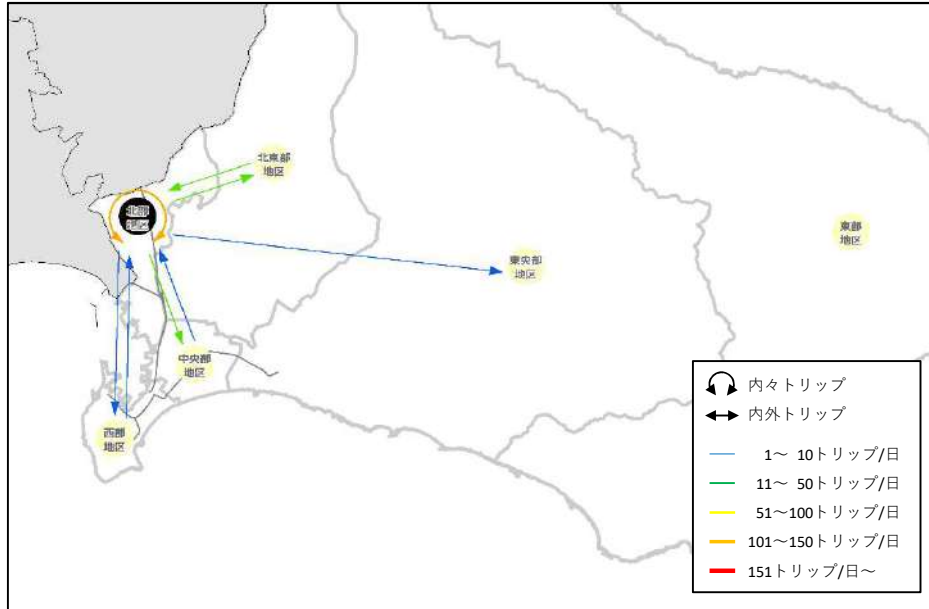 北東部
地区
北部
地区
東部
地区
東央部
地区
中央部
地区
西部
地区
内々トリップ
内外トリップ
1～ 10トリップ/日
11～ 50トリップ/日
51～100トリップ/日
101～150トリップ/日
151トリップ/日～